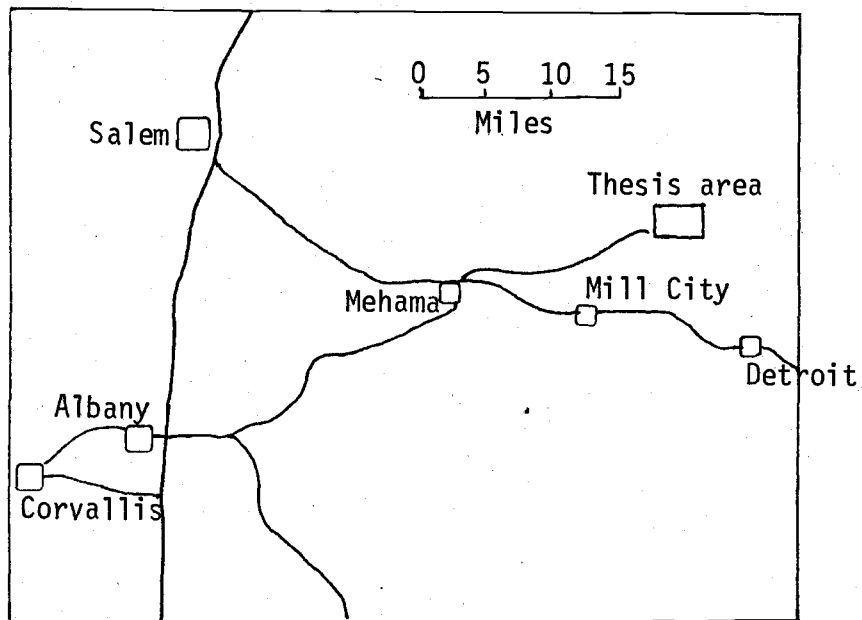 0 5 10 15
Miles
Salem
Thesis area
Mehama
Mill City
Detroit
Albany
Corvallis